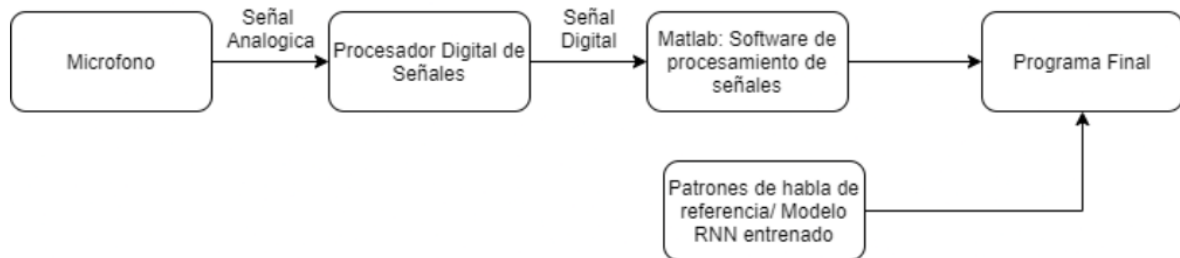 Microfono
Señal
Analogica
Procesador Digital de
Señales
Señal
Digital
Matlab: Software de
procesamiento de
señales
Programa Final
Patrones de habla de
referencia/ Modelo
RNN entrenado